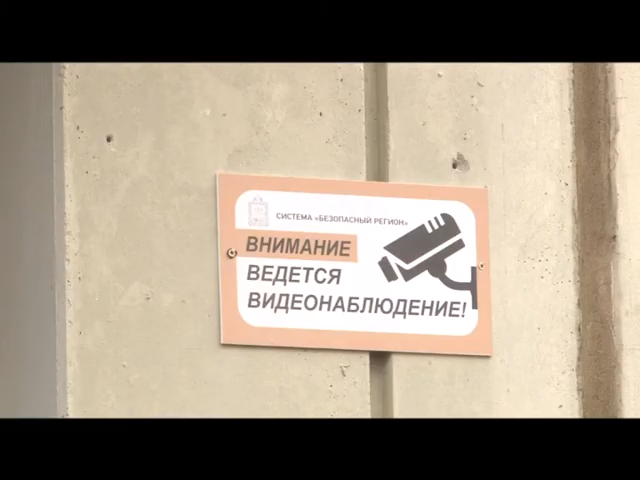 СИСТЕМА «БЕЗОПАСНЫЙ РЕГИОН»
ВНИМАНИЕ
ВЕДЕТСЯ
ВИДЕОНАБЛЮДЕНИЕ!